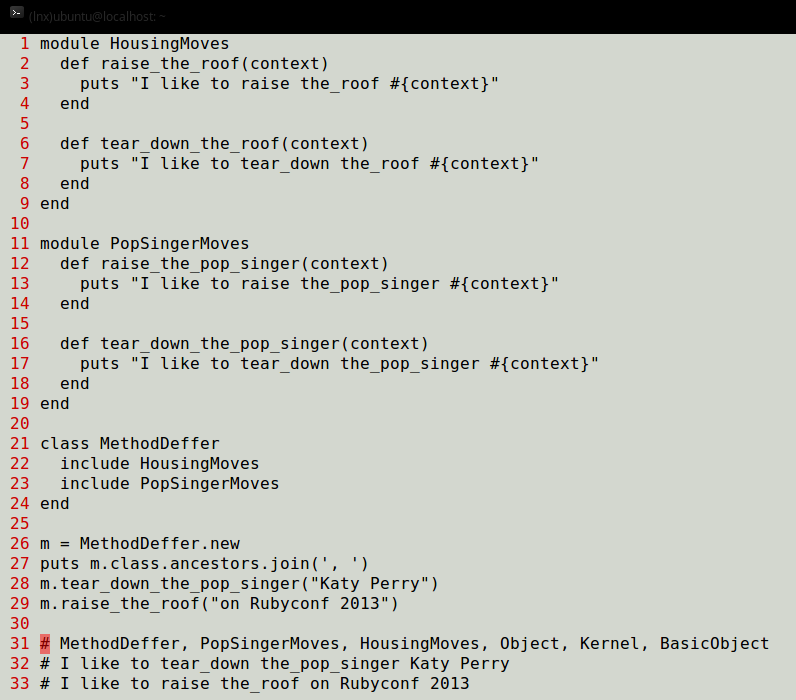 (lnx)ubuntu@localhost: ~
1 module HousingMoves
2   def raise_the_roof(context)
3     puts "I like to raise the_roof #{context}"
4   end
5
6   def tear_down_the_roof(context)
7     puts "I like to tear_down the_roof #{context}"
8   end
9 end
10
11 module PopSingerMoves
12   def raise_the_pop_singer(context)
13     puts "I like to raise the_pop_singer #{context}"
14   end
15
16   def tear_down_the_pop_singer(context)
17     puts "I like to tear_down the_pop_singer #{context}"
18   end
19 end
20
21 class MethodDeffer
22   include HousingMoves
23   include PopSingerMoves
24 end
25
26 m = MethodDeffer.new
27 puts m.class.ancestors.join(', ')
28 m.tear_down_the_pop_singer("Katy Perry")
29 m.raise_the_roof("on Rubyconf 2013")
30
31 # MethodDeffer, PopSingerMoves, HousingMoves, Object, Kernel, BasicObject
32 # I like to tear_down the_pop_singer Katy Perry
33 # I like to raise the_roof on Rubyconf 2013